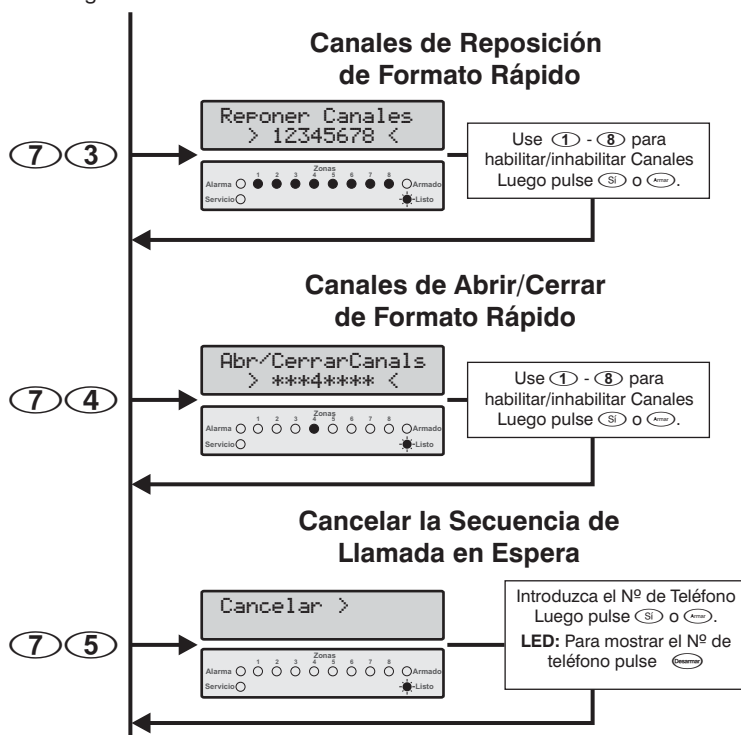 Canales de Reposición
de Formato Rápido
7 3
Reponer Canales
> 12345678 <
Zonas
1 2 3 4 5 6 7 8
Alarma
Armado
Servicio
Listo
Use 1 - 8 para
habilitar/inhabilitar Canales
Luego pulse Sí o Armar.
Canales de Abrir/Cerrar
de Formato Rápido
7 4
Abr/CerrarCanals
> ***4**** <
Zonas
1 2 3 4 5 6 7 8
Alarma
Armado
Servicio
Listo
Use 1 - 8 para
habilitar/inhabilitar Canales
Luego pulse Sí o Armar.
Cancelar la Secuencia de
Llamada en Espera
7 5
Cancelar >
Zonas
1 2 3 4 5 6 7 8
Alarma
Armado
Servicio
Listo
Introduzca el Nº de Teléfono
Luego pulse Sí o Armar.
LED: Para mostrar el Nº de
teléfono pulse Desarmar